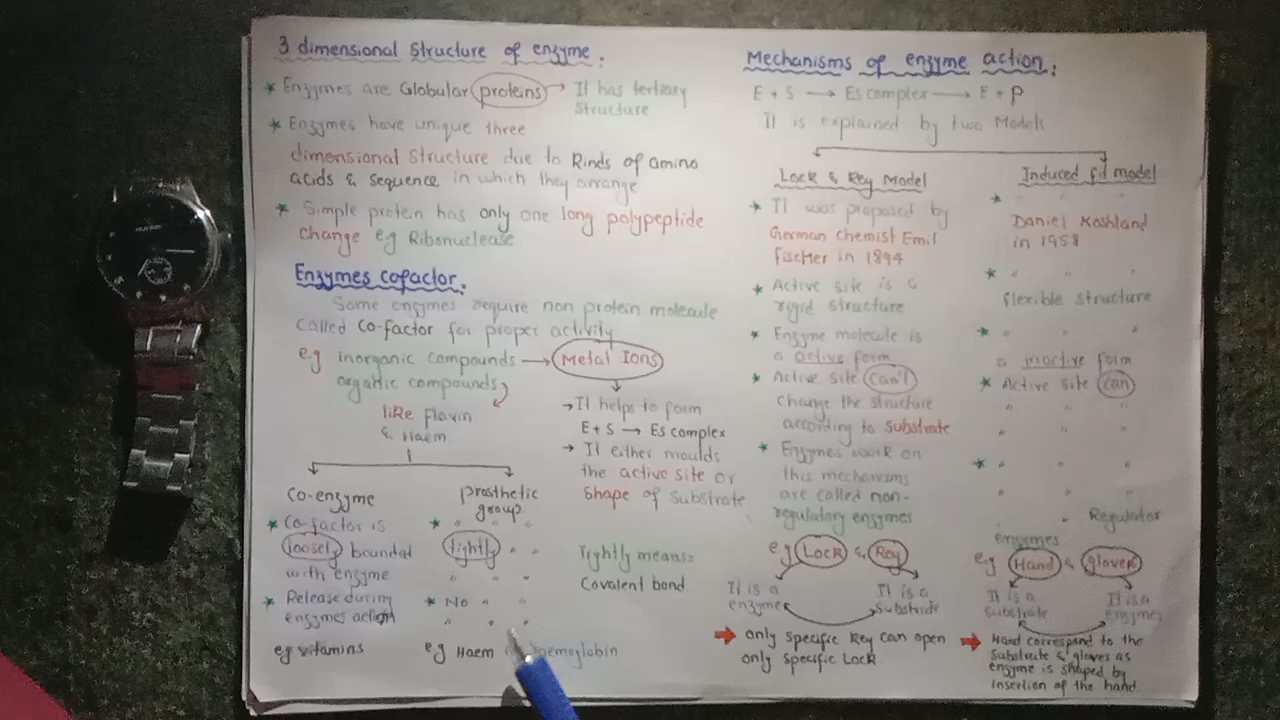 3 dimensional Structure of enzyme.
* Enzymes are Globular proteins → It has tertiary
structure
* Enzymes have unique three
dimensional structure due to Kinds of amino
acids & sequence in which they arrange
* Simple protein has only one long polypeptide
change eg Ribonuclease
Enzymes cofactor.
Some enzymes require non protein molecule
called Co-factor for proper activity
e.g inorganic compounds → Metal Ions
organic compounds
like Flavin
& Haem
→ It helps to form
E+S → Es complex
→ It either moulds
the active site or
shape of substrate
Co-enzyme
* Co-factor is
loosely bounded
with enzyme
* Release during
enzymes action
eg vitamins
prosthetic
group
* " " "
tightly " "
" " "
* No " "
" " "
eg Haem
Haemoglobin
Tightly means=
Covalent bond.
Mechanisms of enzyme action.
E + S → Es complex → E + P
It is explained by two Models
Lock & Key Model
* It was proposed by
German Chemist Emil
Fischer in 1894
* Active site is a
rigid structure
* Enzyme molecule is
a active form
* Active site can't
change the structure
according to substrate
* Enzymes work on
this mechanisms
are called non-
regulatory enzymes
e.g Lock & Key
It is a
enzyme
It is a
substrate
➡ only specific key can open
only specific Lock
Induced fit model
* " " "
Daniel Koshland
in 1958
* " " "
flexible structure
* " " "
a inactive form
* Active site can
" " "
" " "
* " " "
" " "
" Regulator
enzymes.
eg Hand & gloves
It is a
substrate
It is a
enzymes
➡ Hand correspond to the
substrate & gloves as
enzyme is shaped by
insertion of the hand